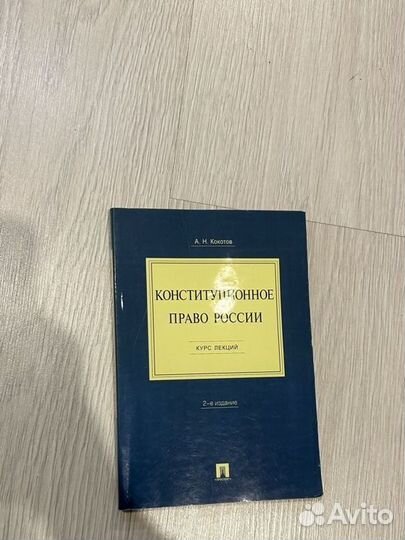 А. Н. Кокотов
КОНСТИТУЦИОННОЕ
ПРАВО РОССИИ
КУРС ЛЕКЦИЙ
2-е издание
Avito